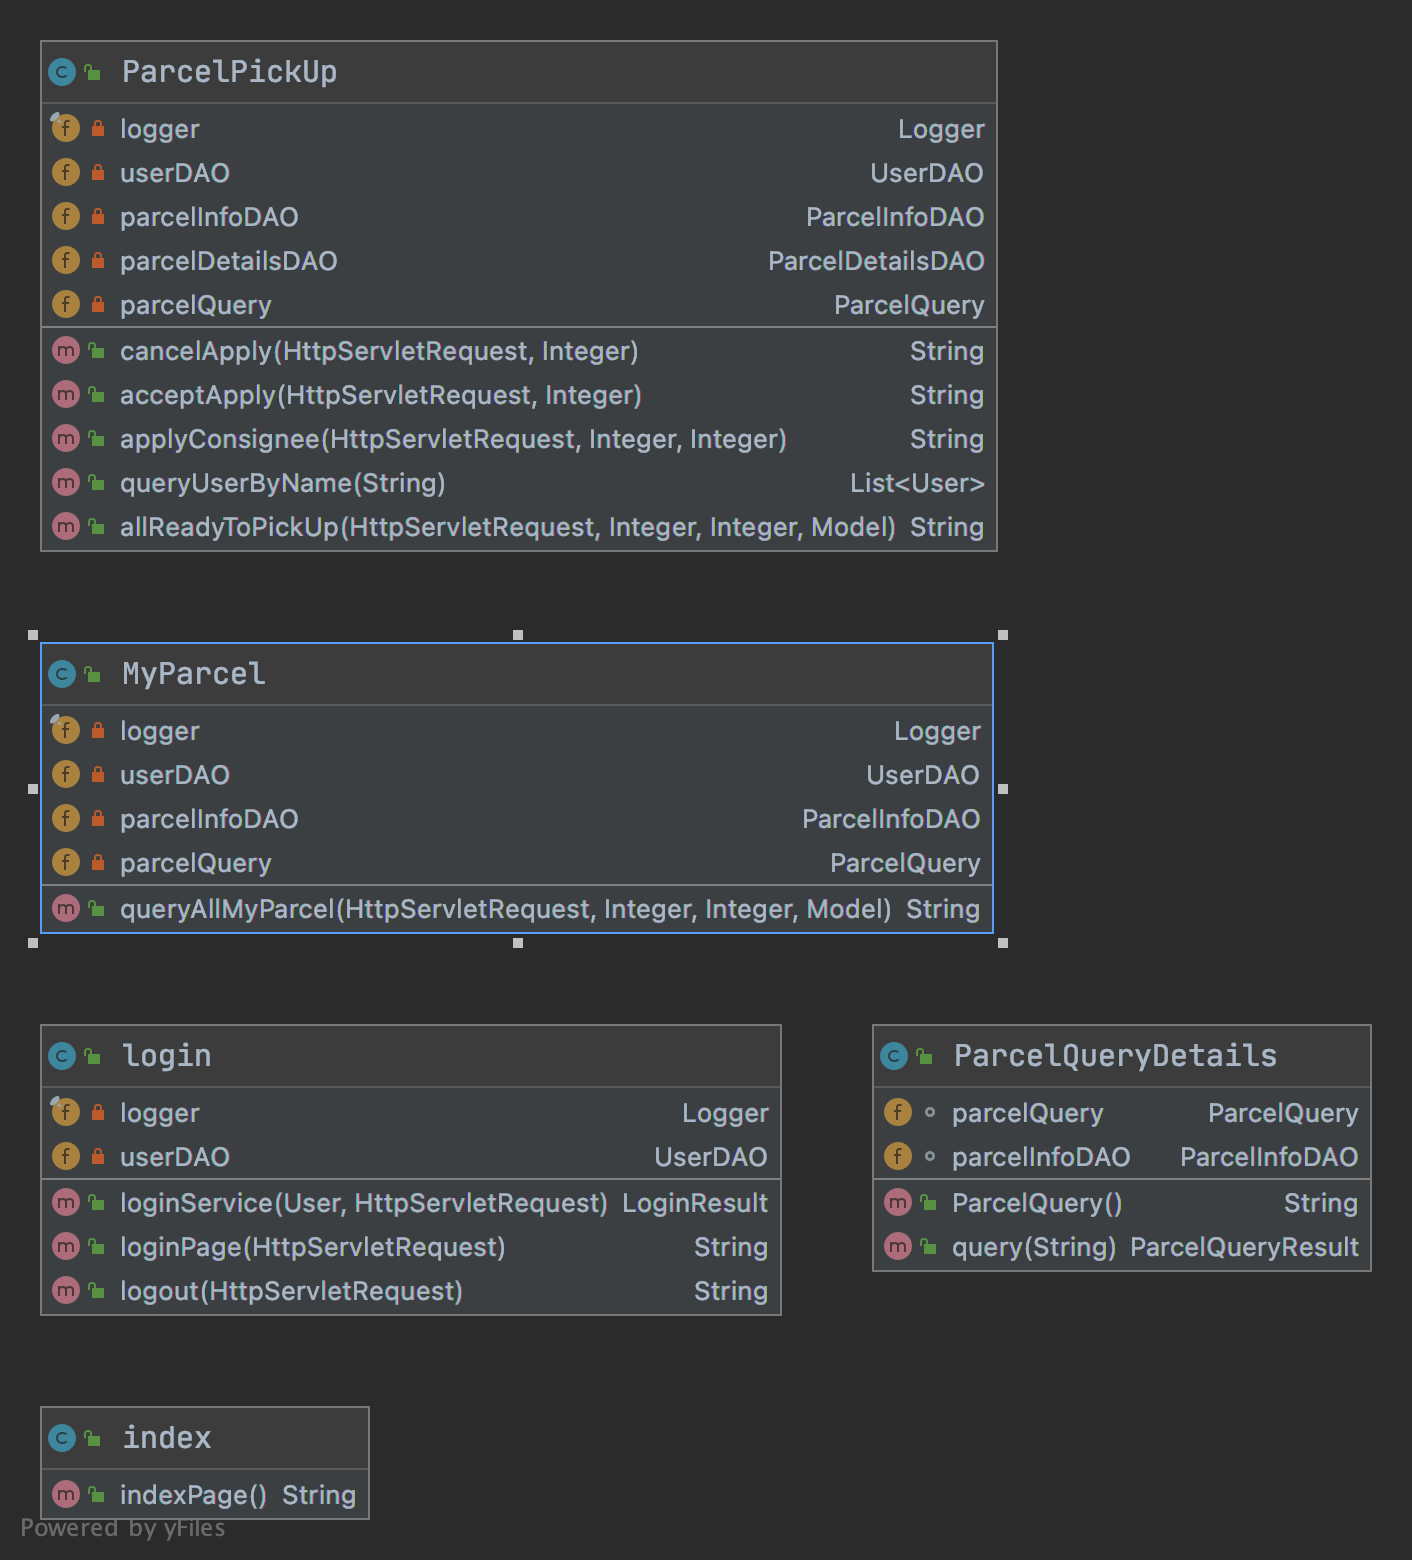 ParcelPickUp
logger Logger
userDAO UserDAO
parcelInfoDAO ParcelInfoDAO
parcelDetailsDAO ParcelDetailsDAO
parcelQuery ParcelQuery
cancelApply(HttpServletRequest, Integer) String
acceptApply(HttpServletRequest, Integer) String
applyConsignee(HttpServletRequest, Integer, Integer) String
queryUserByName(String) List<User>
allReadyToPickUp(HttpServletRequest, Integer, Integer, Model) String
MyParcel
logger Logger
userDAO UserDAO
parcelInfoDAO ParcelInfoDAO
parcelQuery ParcelQuery
queryAllMyParcel(HttpServletRequest, Integer, Integer, Model) String
login
logger Logger
userDAO UserDAO
loginService(User, HttpServletRequest) LoginResult
loginPage(HttpServletRequest) String
logout(HttpServletRequest) String
ParcelQueryDetails
parcelQuery ParcelQuery
parcelInfoDAO ParcelInfoDAO
ParcelQuery() String
query(String) ParcelQueryResult
index
indexPage() String
Powered by yFiles